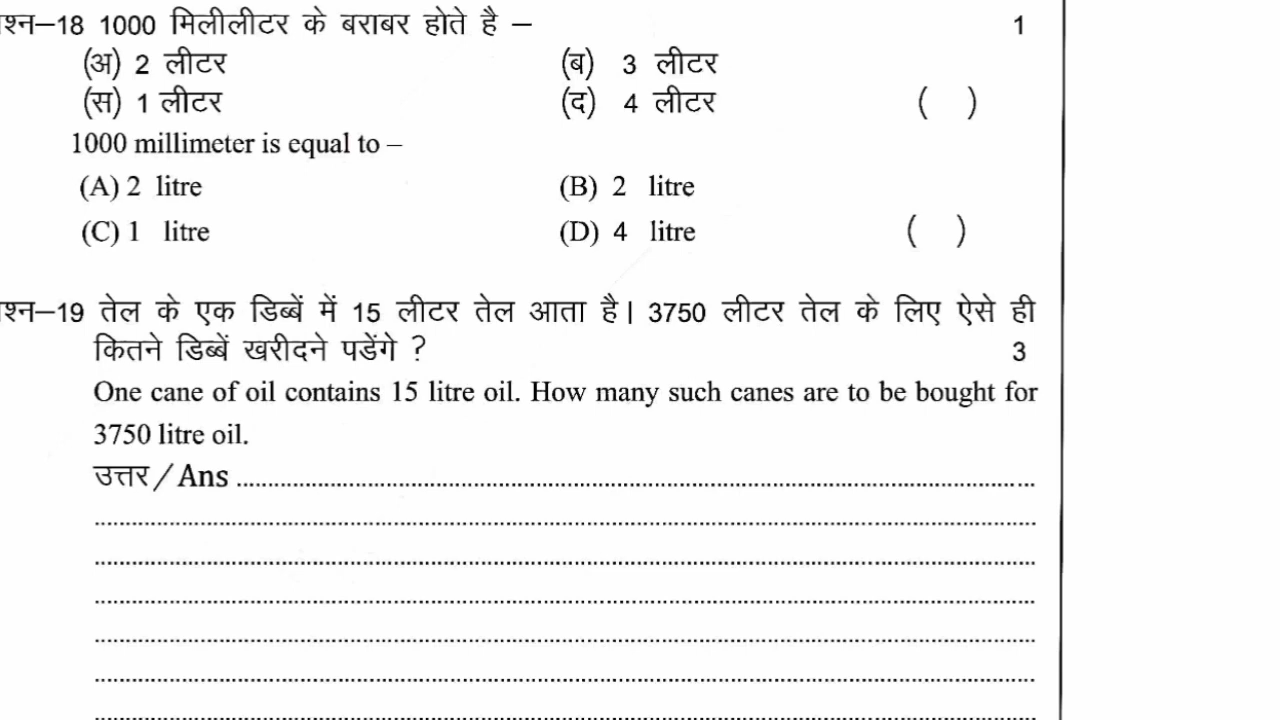 श्न–18 1000 मिलीलीटर के बराबर होते है – 1
(अ) 2 लीटर (ब) 3 लीटर
(स) 1 लीटर (द) 4 लीटर ( )
1000 millimeter is equal to –
(A) 2 litre (B) 2 litre
(C) 1 litre (D) 4 litre ( )
श्न–19 तेल के एक डिब्बें में 15 लीटर तेल आता है। 3750 लीटर तेल के लिए ऐसे ही
कितने डिब्बें खरीदने पडेंगे ? 3
One cane of oil contains 15 litre oil. How many such canes are to be bought for
3750 litre oil.
उत्तर / Ans ....................